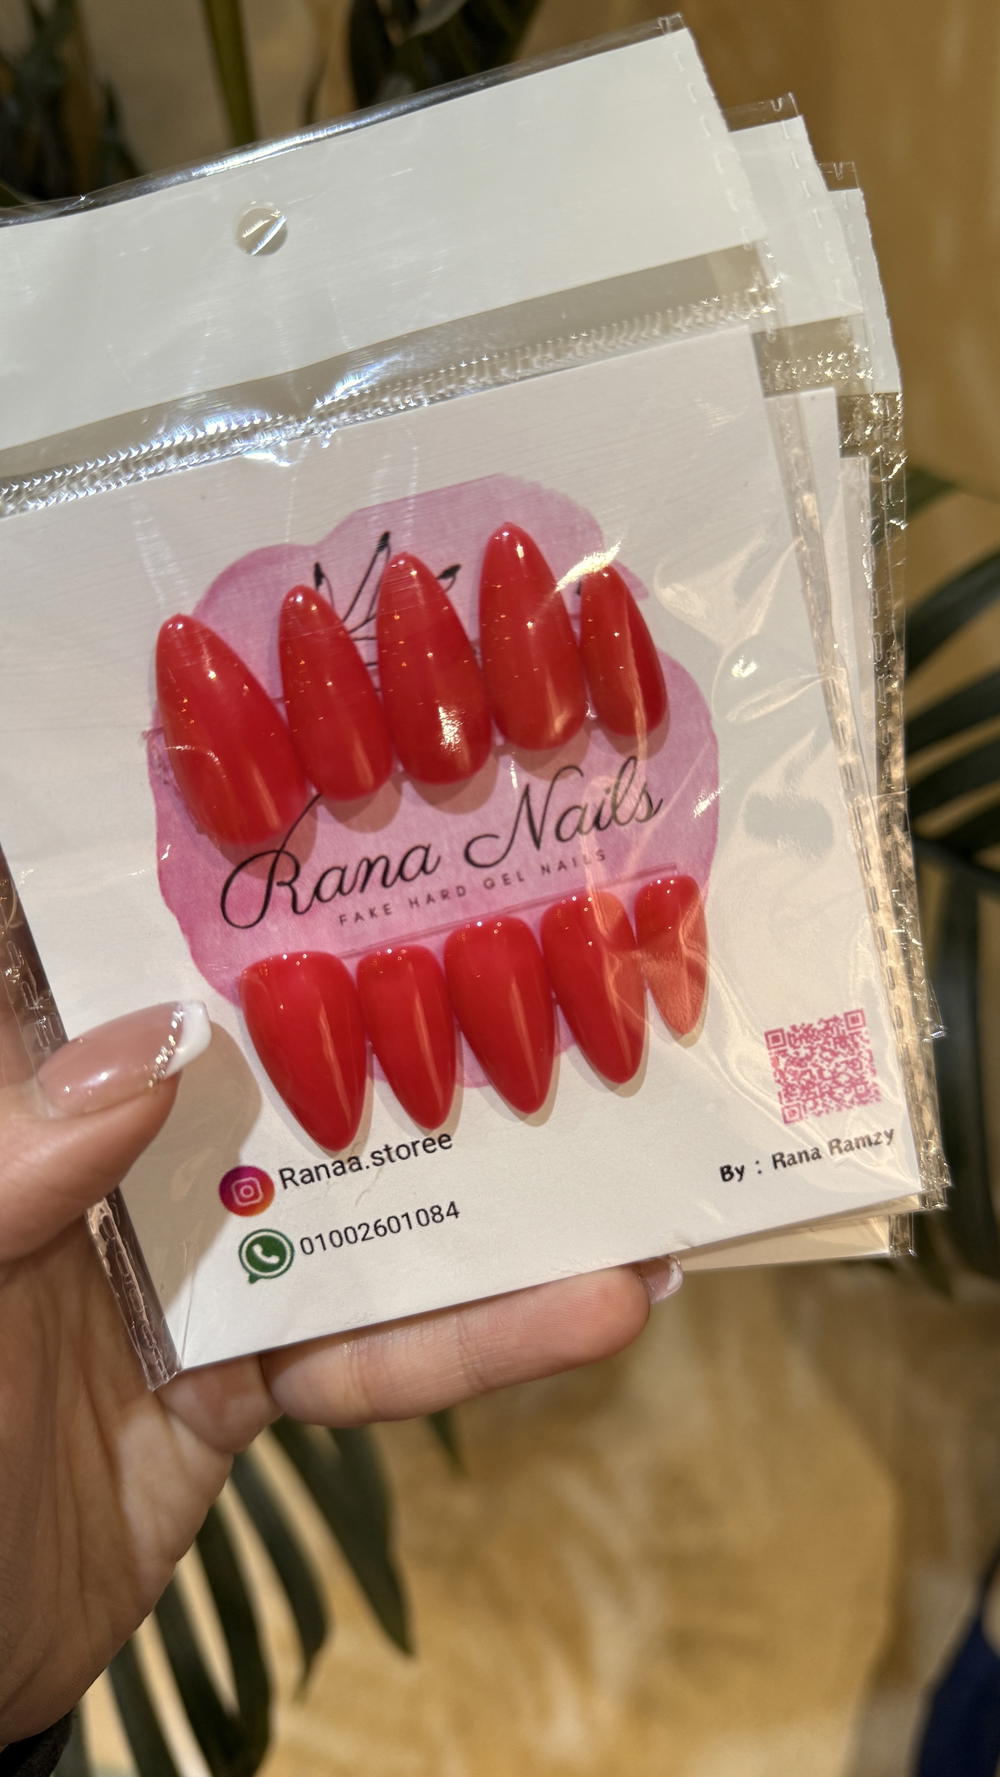 Rana Nails
FAKE HARD GEL NAILS
Ranaa.storee
01002601084
By : Rana Ramzy